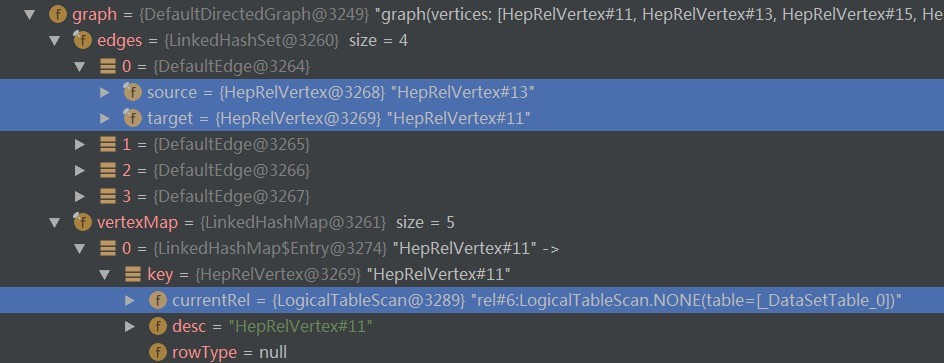 graph = {DefaultDirectedGraph@3249} "graph(vertices: [HepRelVertex#11, HepRelVertex#13, HepRelVertex#15, He
edges = {LinkedHashSet@3260} size = 4
0 = {DefaultEdge@3264}
source = {HepRelVertex@3268} "HepRelVertex#13"
target = {HepRelVertex@3269} "HepRelVertex#11"
1 = {DefaultEdge@3265}
2 = {DefaultEdge@3266}
3 = {DefaultEdge@3267}
vertexMap = {LinkedHashMap@3261} size = 5
0 = {LinkedHashMap$Entry@3274} "HepRelVertex#11" ->
key = {HepRelVertex@3269} "HepRelVertex#11"
currentRel = {LogicalTableScan@3289} "rel#6:LogicalTableScan.NONE(table=[_DataSetTable_0])"
desc = "HepRelVertex#11"
rowType = null